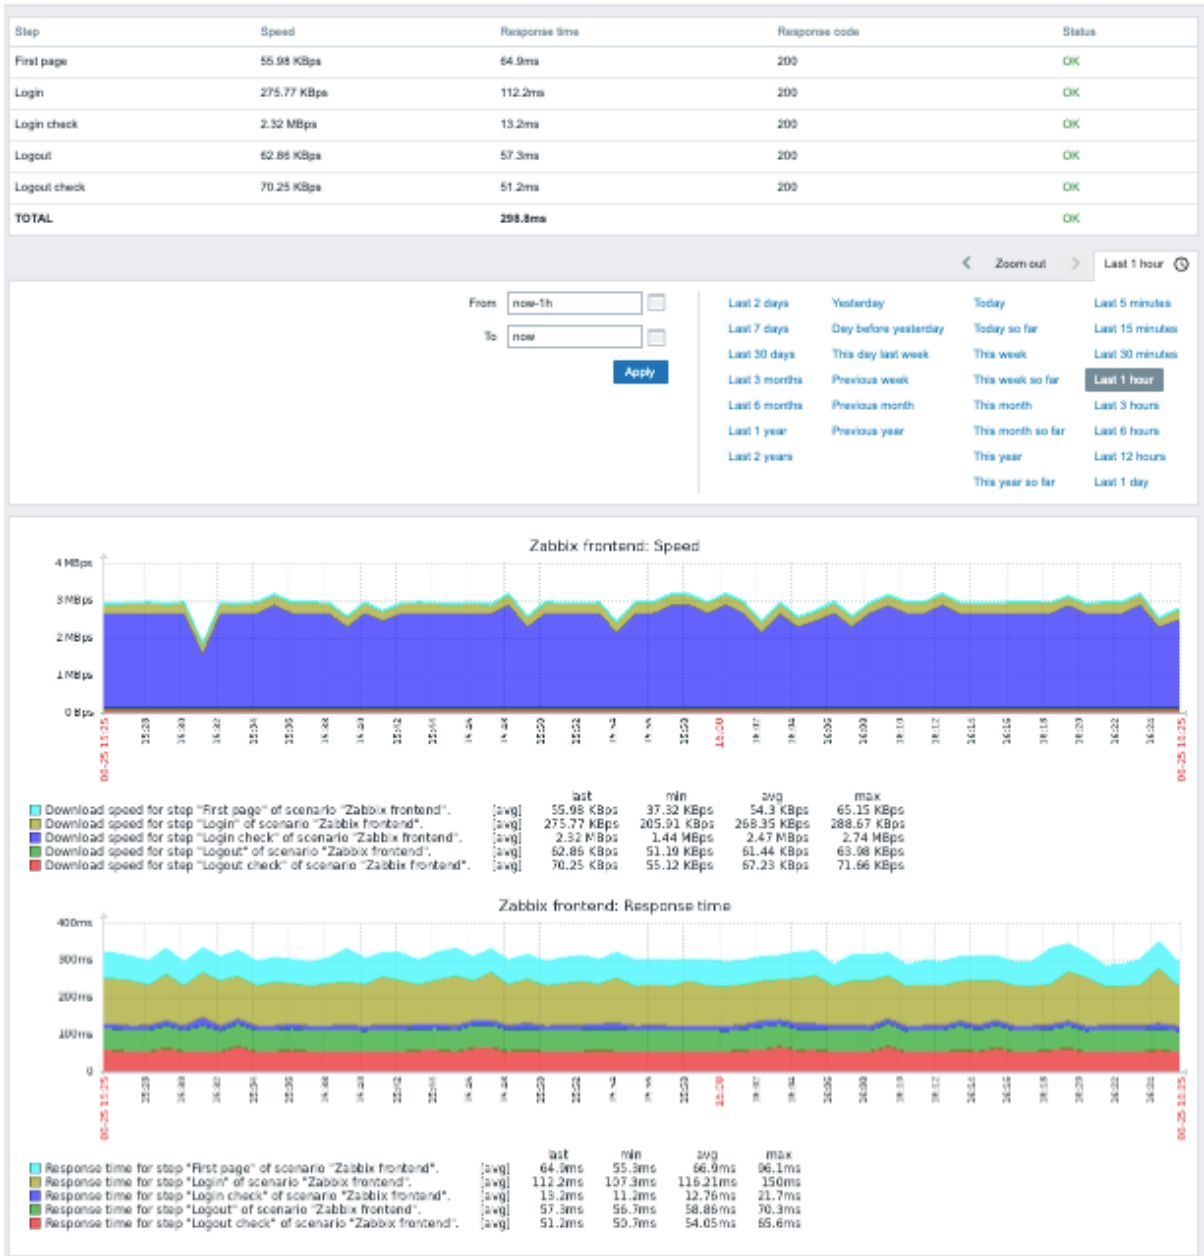 Step Speed Response time Response code Status
First page 55.98 KBps 64.9ms 200 OK
Login 275.77 KBps 112.2ms 200 OK
Login check 2.32 MBps 13.2ms 200 OK
Logout 62.86 KBps 57.3ms 200 OK
Logout check 70.25 KBps 51.2ms 200 OK
TOTAL 298.8ms OK
Zoom out Last 1 hour
From now-1h
To now
Apply
Last 2 days Yesterday Today Last 5 minutes
Last 7 days Day before yesterday Today so far Last 15 minutes
Last 30 days This day last week This week Last 30 minutes
Last 3 months Previous week This week so far Last 1 hour
Last 6 months Previous month This month Last 3 hours
Last 1 year Previous year This month so far Last 6 hours
Last 2 years This year Last 12 hours
This year so far Last 1 day
Zabbix frontend: Speed
4 MBps
3 MBps
2 MBps
1 MBps
0 Bps
last min avg max
Download speed for step "First page" of scenario "Zabbix frontend". [avg] 55.98 KBps 37.32 KBps 54.3 KBps 65.15 KBps
Download speed for step "Login" of scenario "Zabbix frontend". [avg] 275.77 KBps 205.91 KBps 268.35 KBps 288.67 KBps
Download speed for step "Login check" of scenario "Zabbix frontend". [avg] 2.32 MBps 1.44 MBps 2.47 MBps 2.74 MBps
Download speed for step "Logout" of scenario "Zabbix frontend". [avg] 62.86 KBps 51.19 KBps 61.44 KBps 63.98 KBps
Download speed for step "Logout check" of scenario "Zabbix frontend". [avg] 70.25 KBps 55.12 KBps 67.23 KBps 71.66 KBps
Zabbix frontend: Response time
400ms
300ms
200ms
100ms
0
last min avg max
Response time for step "First page" of scenario "Zabbix frontend". [avg] 64.9ms 55.3ms 66.9ms 96.1ms
Response time for step "Login" of scenario "Zabbix frontend". [avg] 112.2ms 107.3ms 116.21ms 150ms
Response time for step "Login check" of scenario "Zabbix frontend". [avg] 13.2ms 11.2ms 12.76ms 21.7ms
Response time for step "Logout" of scenario "Zabbix frontend". [avg] 57.3ms 56.7ms 58.86ms 70.3ms
Response time for step "Logout check" of scenario "Zabbix frontend". [avg] 51.2ms 50.7ms 54.05ms 65.6ms